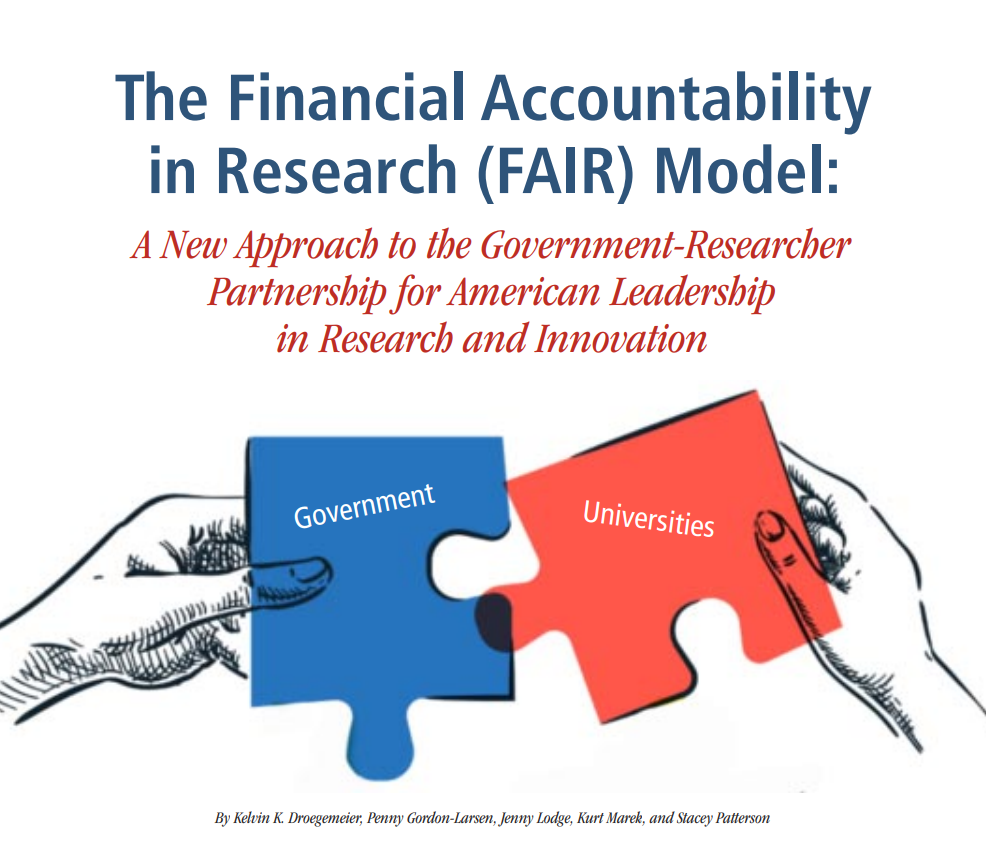 The Financial Accountability
in Research (FAIR) Model:
A New Approach to the Government-Researcher
Partnership for American Leadership
in Research and Innovation
Government
Universities
By Kelvin K. Droegemeier, Penny Gordon-Larsen, Jenny Lodge, Kurt Marek, and Stacey Patterson